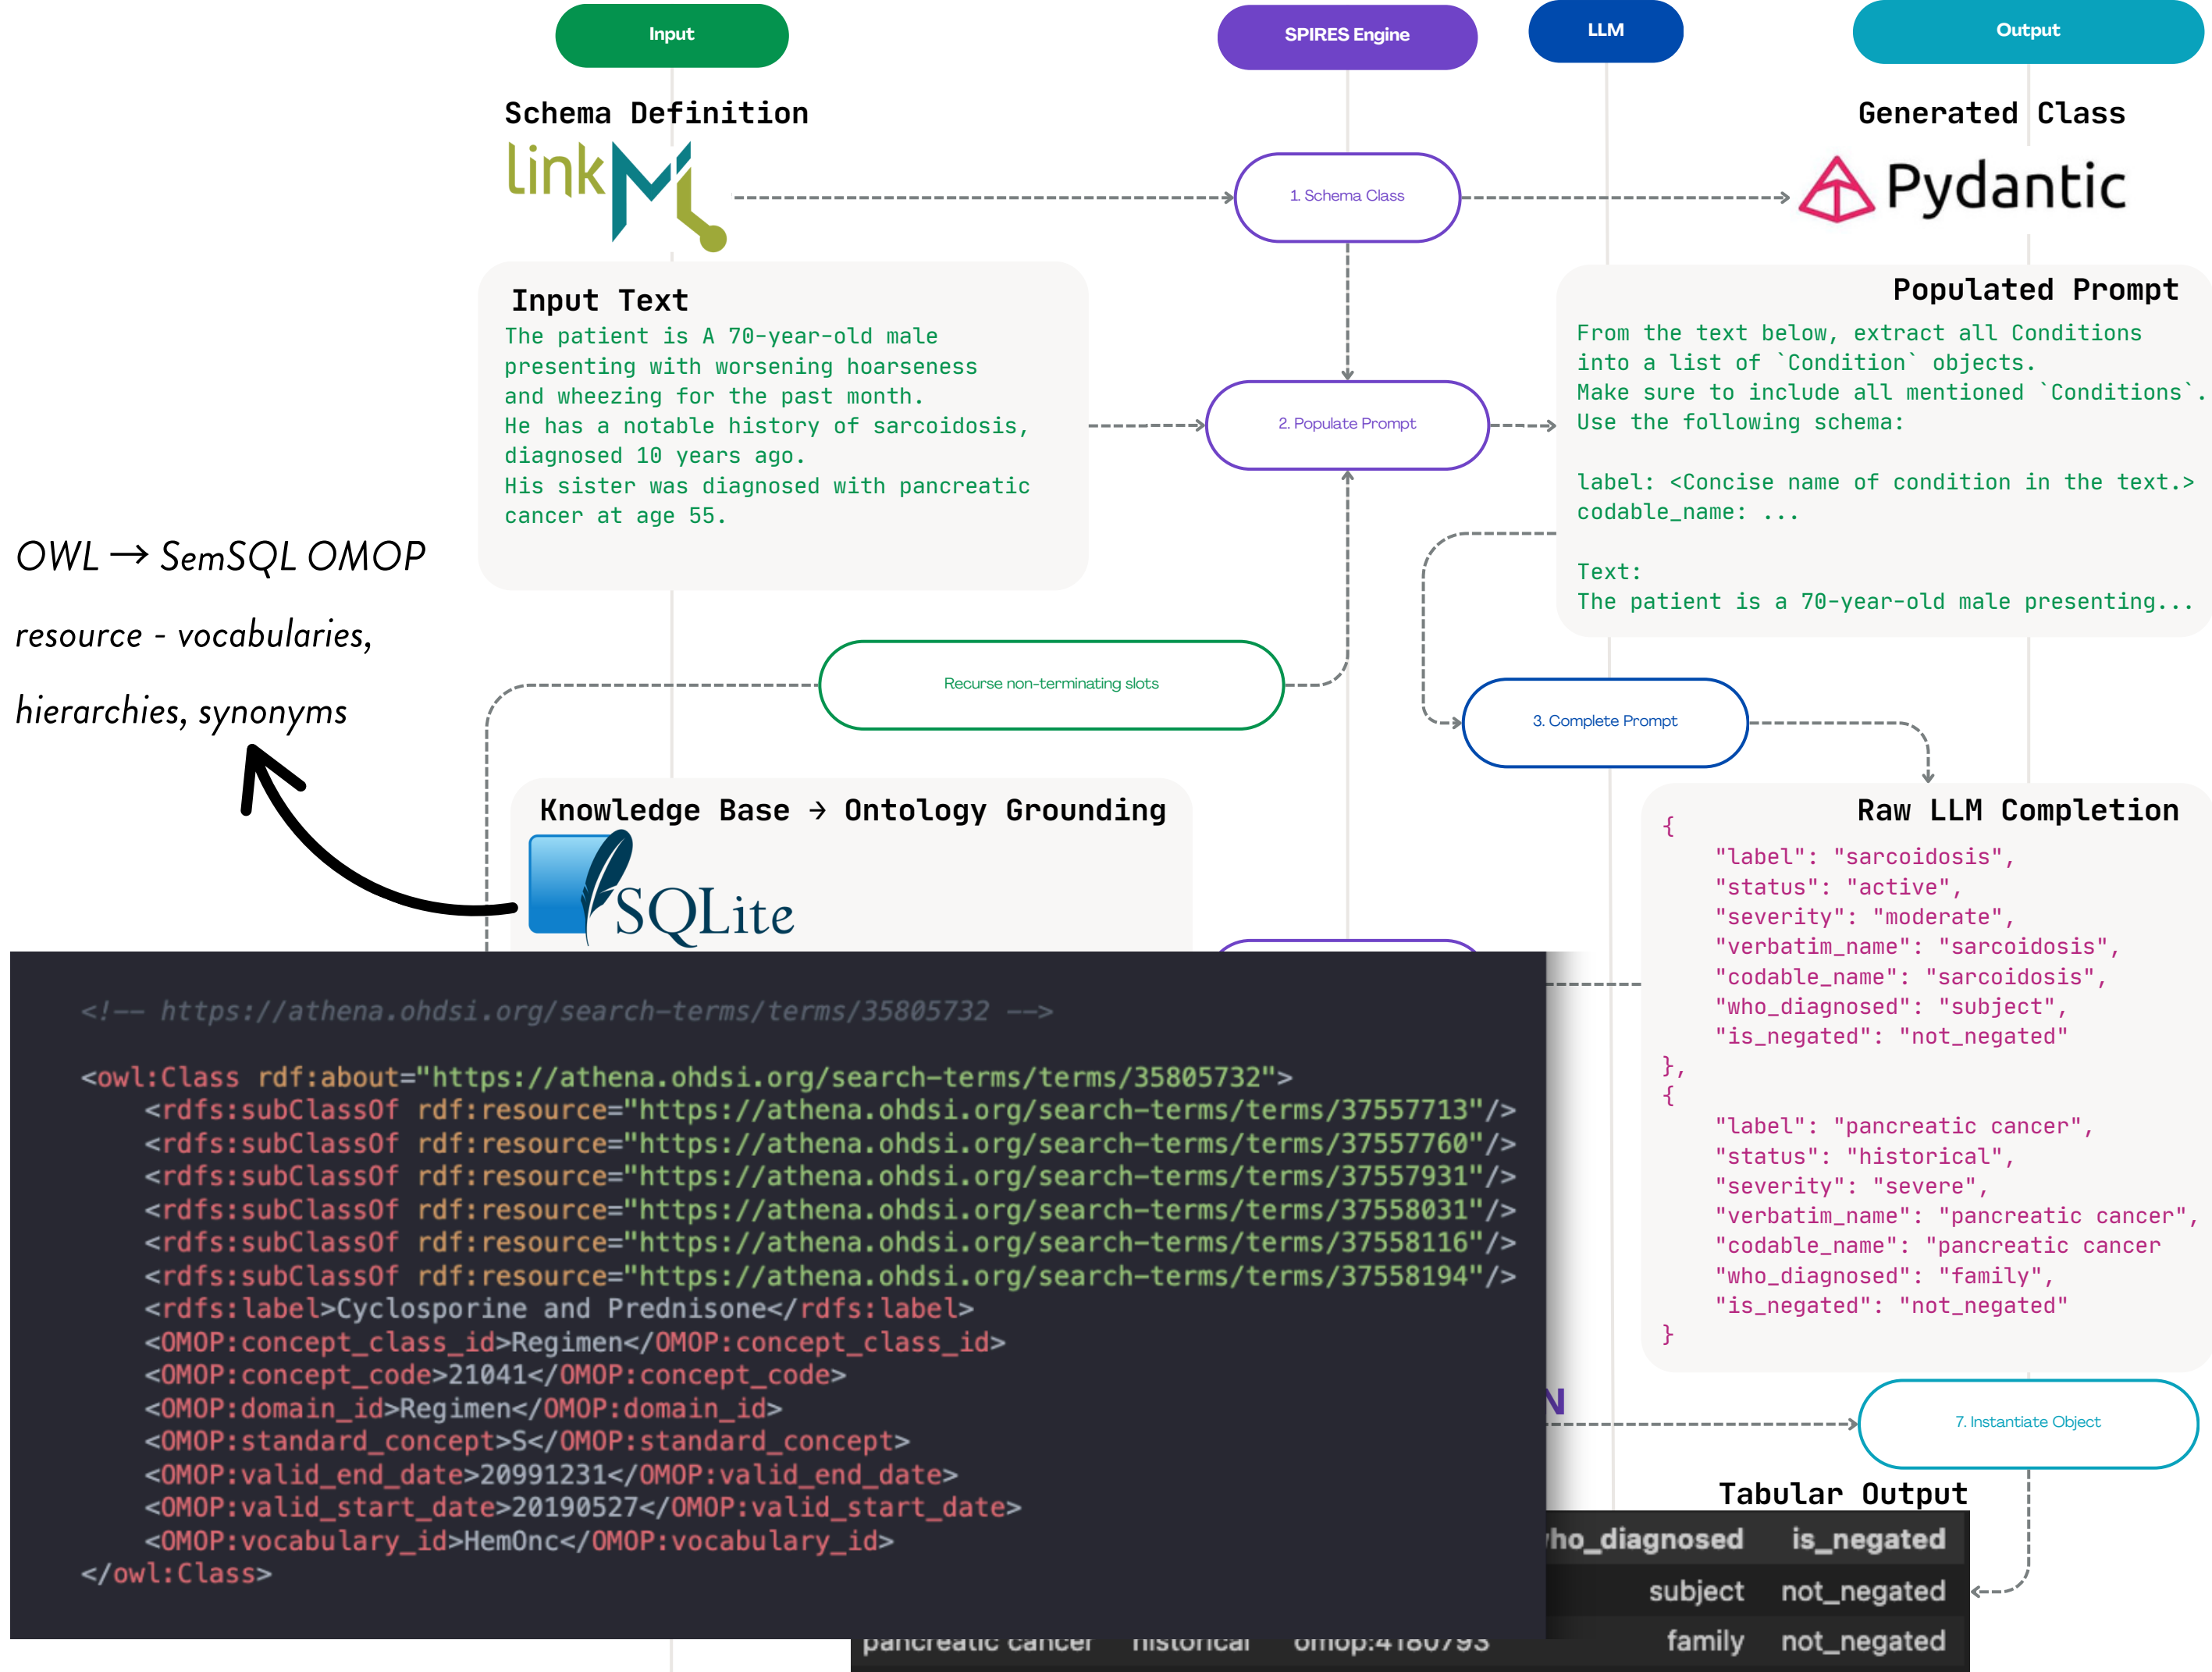 Input
SPIRES Engine
LLM
Output
Schema Definition
linkML
1. Schema Class
Generated Class
Pydantic
Input Text
The patient is A 70-year-old male
presenting with worsening hoarseness
and wheezing for the past month.
He has a notable history of sarcoidosis,
diagnosed 10 years ago.
His sister was diagnosed with pancreatic
cancer at age 55.
2. Populate Prompt
Populated Prompt
From the text below, extract all Conditions
into a list of `Condition` objects.
Make sure to include all mentioned `Conditions`.
Use the following schema:
label: <Concise name of condition in the text.>
codable_name: ...
Text:
The patient is a 70-year-old male presenting...
OWL → SemSQL OMOP
resource - vocabularies,
hierarchies, synonyms
Recurse non-terminating slots
3. Complete Prompt
Knowledge Base → Ontology Grounding
SQLite
Raw LLM Completion
{
"label": "sarcoidosis",
"status": "active",
"severity": "moderate",
"verbatim_name": "sarcoidosis",
"codable_name": "sarcoidosis",
"who_diagnosed": "subject",
"is_negated": "not_negated"
},
{
"label": "pancreatic cancer",
"status": "historical",
"severity": "severe",
"verbatim_name": "pancreatic cancer",
"codable_name": "pancreatic cancer
"who_diagnosed": "family",
"is_negated": "not_negated"
}
<!-- https://athena.ohdsi.org/search-terms/terms/35805732 -->
<owl:Class rdf:about="https://athena.ohdsi.org/search-terms/terms/35805732">
<rdfs:subClassOf rdf:resource="https://athena.ohdsi.org/search-terms/terms/37557713"/>
<rdfs:subClassOf rdf:resource="https://athena.ohdsi.org/search-terms/terms/37557760"/>
<rdfs:subClassOf rdf:resource="https://athena.ohdsi.org/search-terms/terms/37557931"/>
<rdfs:subClassOf rdf:resource="https://athena.ohdsi.org/search-terms/terms/37558031"/>
<rdfs:subClassOf rdf:resource="https://athena.ohdsi.org/search-terms/terms/37558116"/>
<rdfs:subClassOf rdf:resource="https://athena.ohdsi.org/search-terms/terms/37558194"/>
<rdfs:label>Cyclosporine and Prednisone</rdfs:label>
<OMOP:concept_class_id>Regimen</OMOP:concept_class_id>
<OMOP:concept_code>21041</OMOP:concept_code>
<OMOP:domain_id>Regimen</OMOP:domain_id>
<OMOP:standard_concept>S</OMOP:standard_concept>
<OMOP:valid_end_date>20991231</OMOP:valid_end_date>
<OMOP:valid_start_date>20190527</OMOP:valid_start_date>
<OMOP:vocabulary_id>HemOnc</OMOP:vocabulary_id>
</owl:Class>
N
7. Instantiate Object
Tabular Output
who_diagnosed is_negated
subject not_negated
pancreatic cancer historical omop:4180793 family not_negated